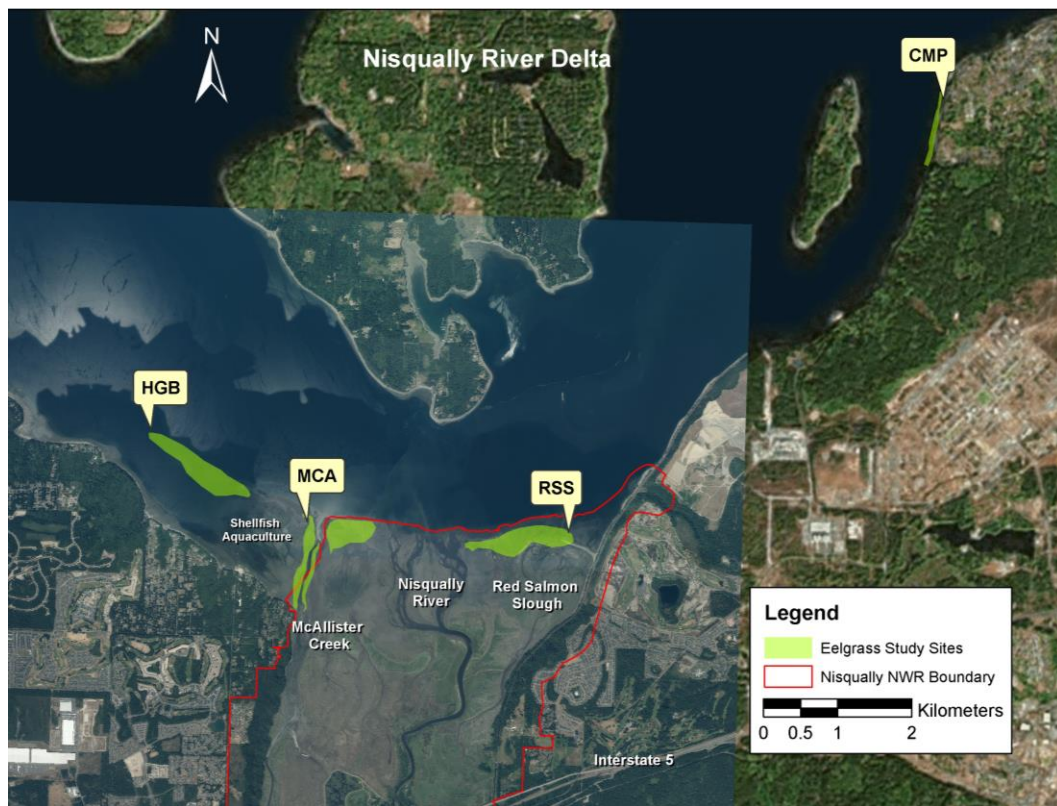 N
Nisqually River Delta
CMP
HGB
MCA
RSS
Shellfish
Aquaculture
Nisqually
River
Red Salmon
Slough
McAllister
Creek
Interstate 5
Legend
Eelgrass Study Sites
Nisqually NWR Boundary
Kilometers
0 0.5 1 2